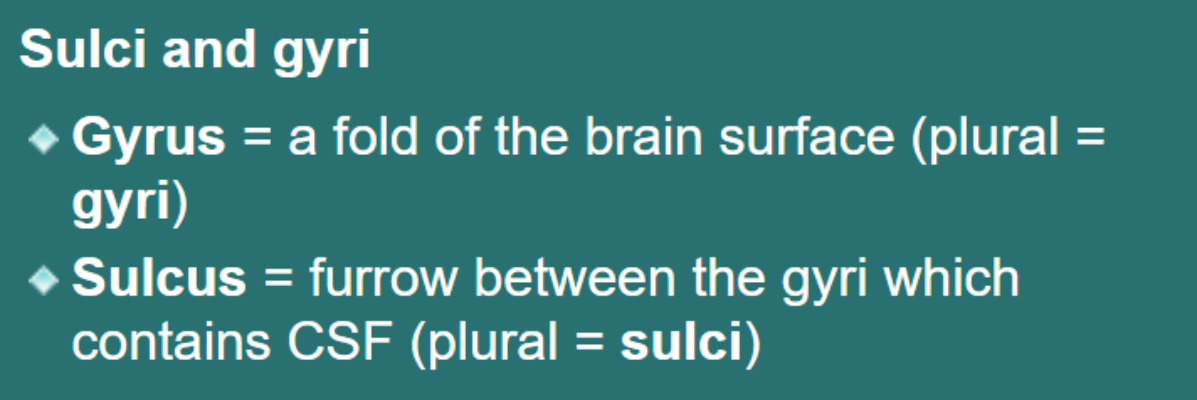 Sulci and gyri
Gyrus = a fold of the brain surface (plural =
gyri)
Sulcus = furrow between the gyri which
contains CSF (plural = sulci)